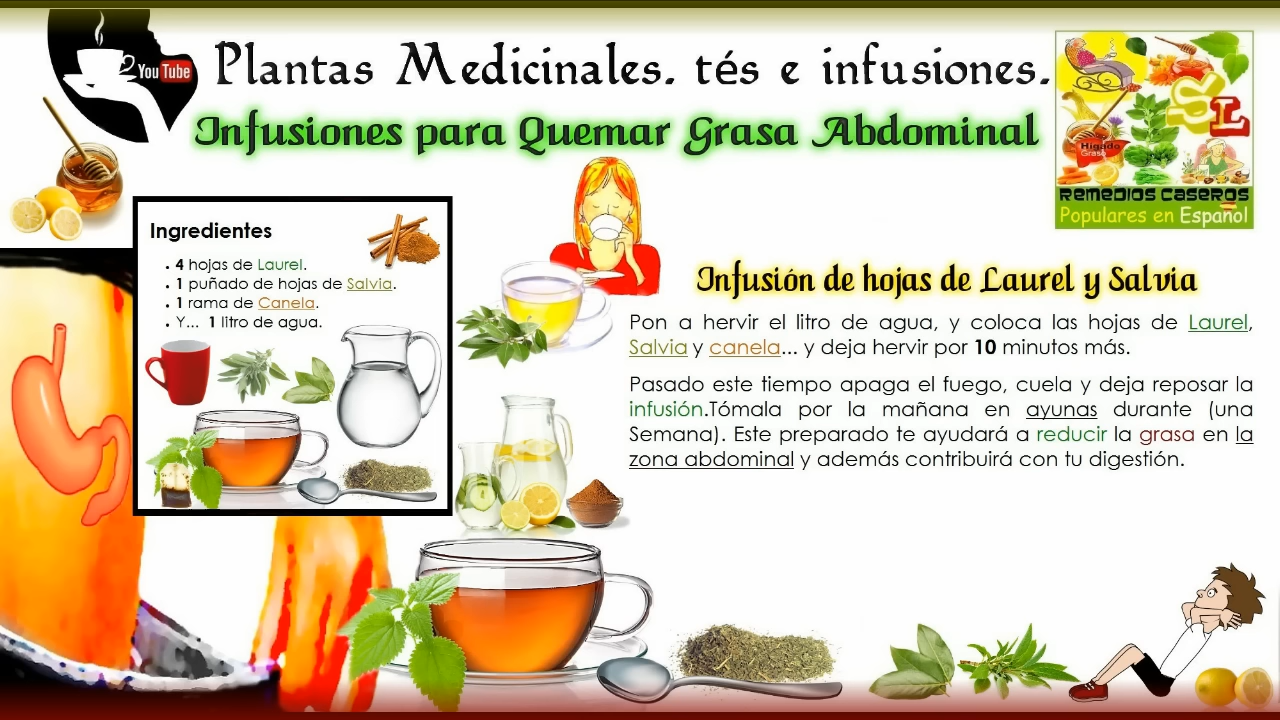 Plantas Medicinales. tés e infusiones.
You Tube
Infusiones para Quemar Grasa Abdominal
SL
Hígado
Graso
Remedios Caseros
Populares en Español
Ingredientes
. 4 hojas de Laurel.
. 1 puñado de hojas de Salvia.
. 1 rama de Canela.
. Y... 1 litro de agua.
Infusión de hojas de Laurel y Salvia
Pon a hervir el litro de agua, y coloca las hojas de Laurel,
Salvia y canela... y deja hervir por 10 minutos más.
Pasado este tiempo apaga el fuego, cuela y deja reposar la
infusión.Tómala por la mañana en ayunas durante (una
Semana). Este preparado te ayudará a reducir la grasa en la
zona abdominal y además contribuirá con tu digestión.